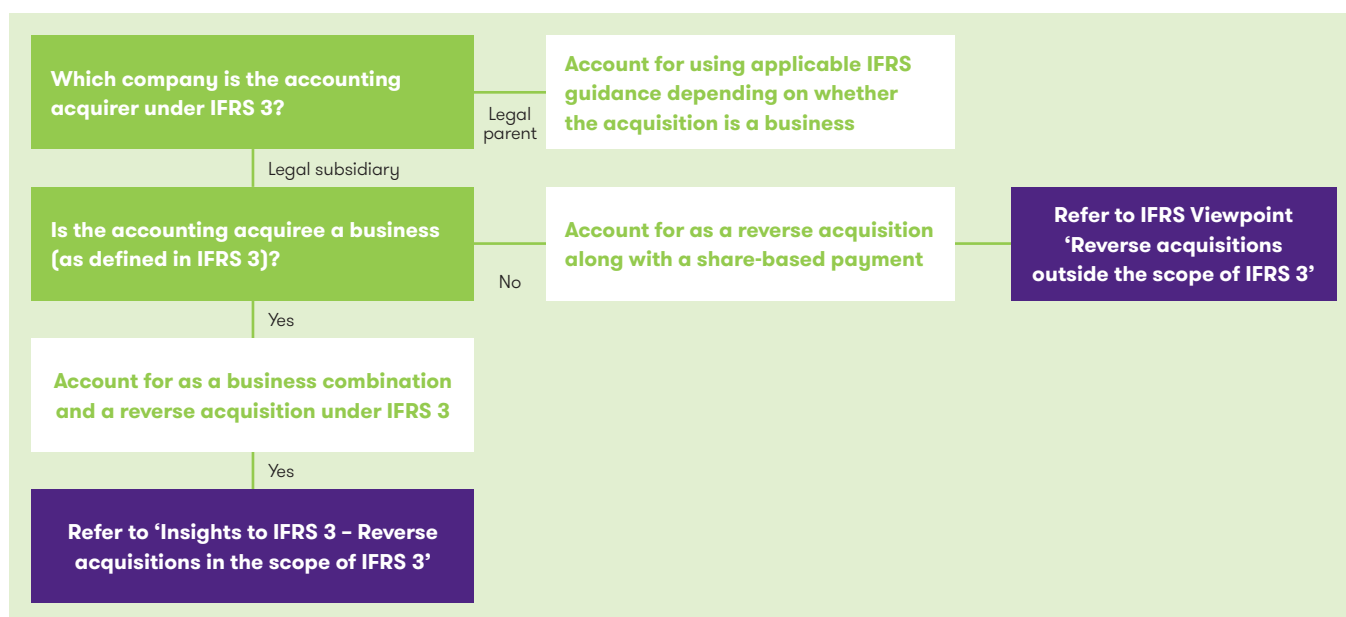 Which company is the accounting
acquirer under IFRS 3?
Legal
parent
Account for using applicable IFRS
guidance depending on whether
the acquisition is a business
Legal subsidiary
Is the accounting acquiree a business
(as defined in IFRS 3)?
No
Account for as a reverse acquisition
along with a share-based payment
Refer to IFRS Viewpoint
‘Reverse acquisitions
outside the scope of IFRS 3’
Yes
Account for as a business combination
and a reverse acquisition under IFRS 3
Yes
Refer to ‘Insights to IFRS 3 – Reverse
acquisitions in the scope of IFRS 3’